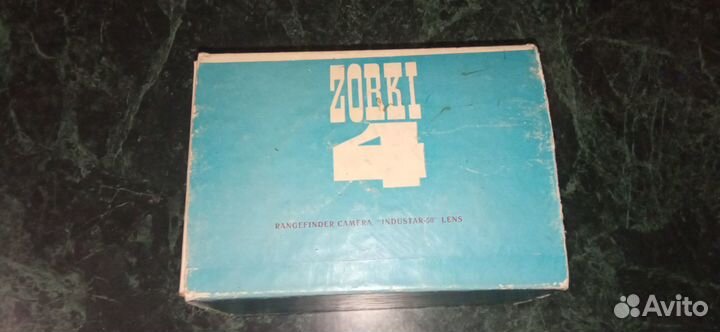 ZORKI
4
RANGEFINDER CAMERA "INDUSTAR-50" LENS
Avito